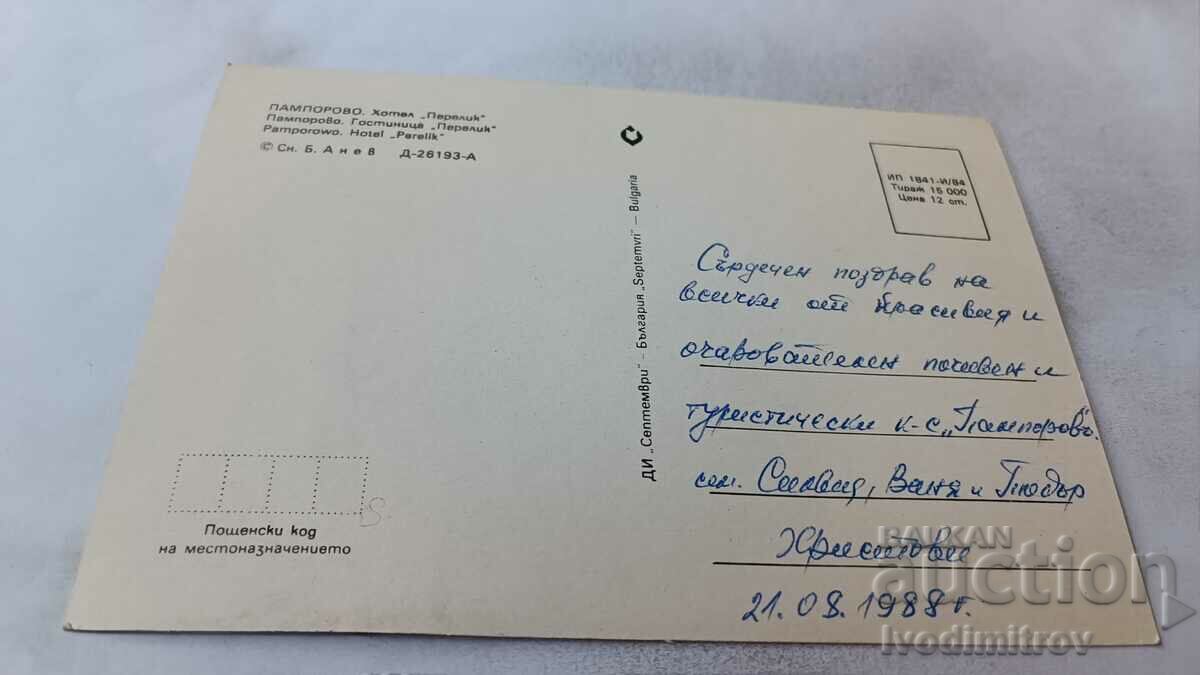 ПАМПОРОВО. Хотел „Перелик"
Пампорово. Гостиница „Перелик"
Pamporowo. Hotel „Perelik"
© Сн. Б. Анев Д-26193-А
Пощенски код
на местоназначението
ДИ „Септември" — България „Septemvri" — Bulgaria
ИП 1841-И/84
Тираж 15 000
Цена 12 ст.
Сърдечен поздрав на
всички от красивия и
очарователен почивен и
туристически к-с „Пампорово".
сем. Силвия, Ваня и Тодор
Христови
21.08.1988 г.
BALKAN
auction
Ivodimitrov